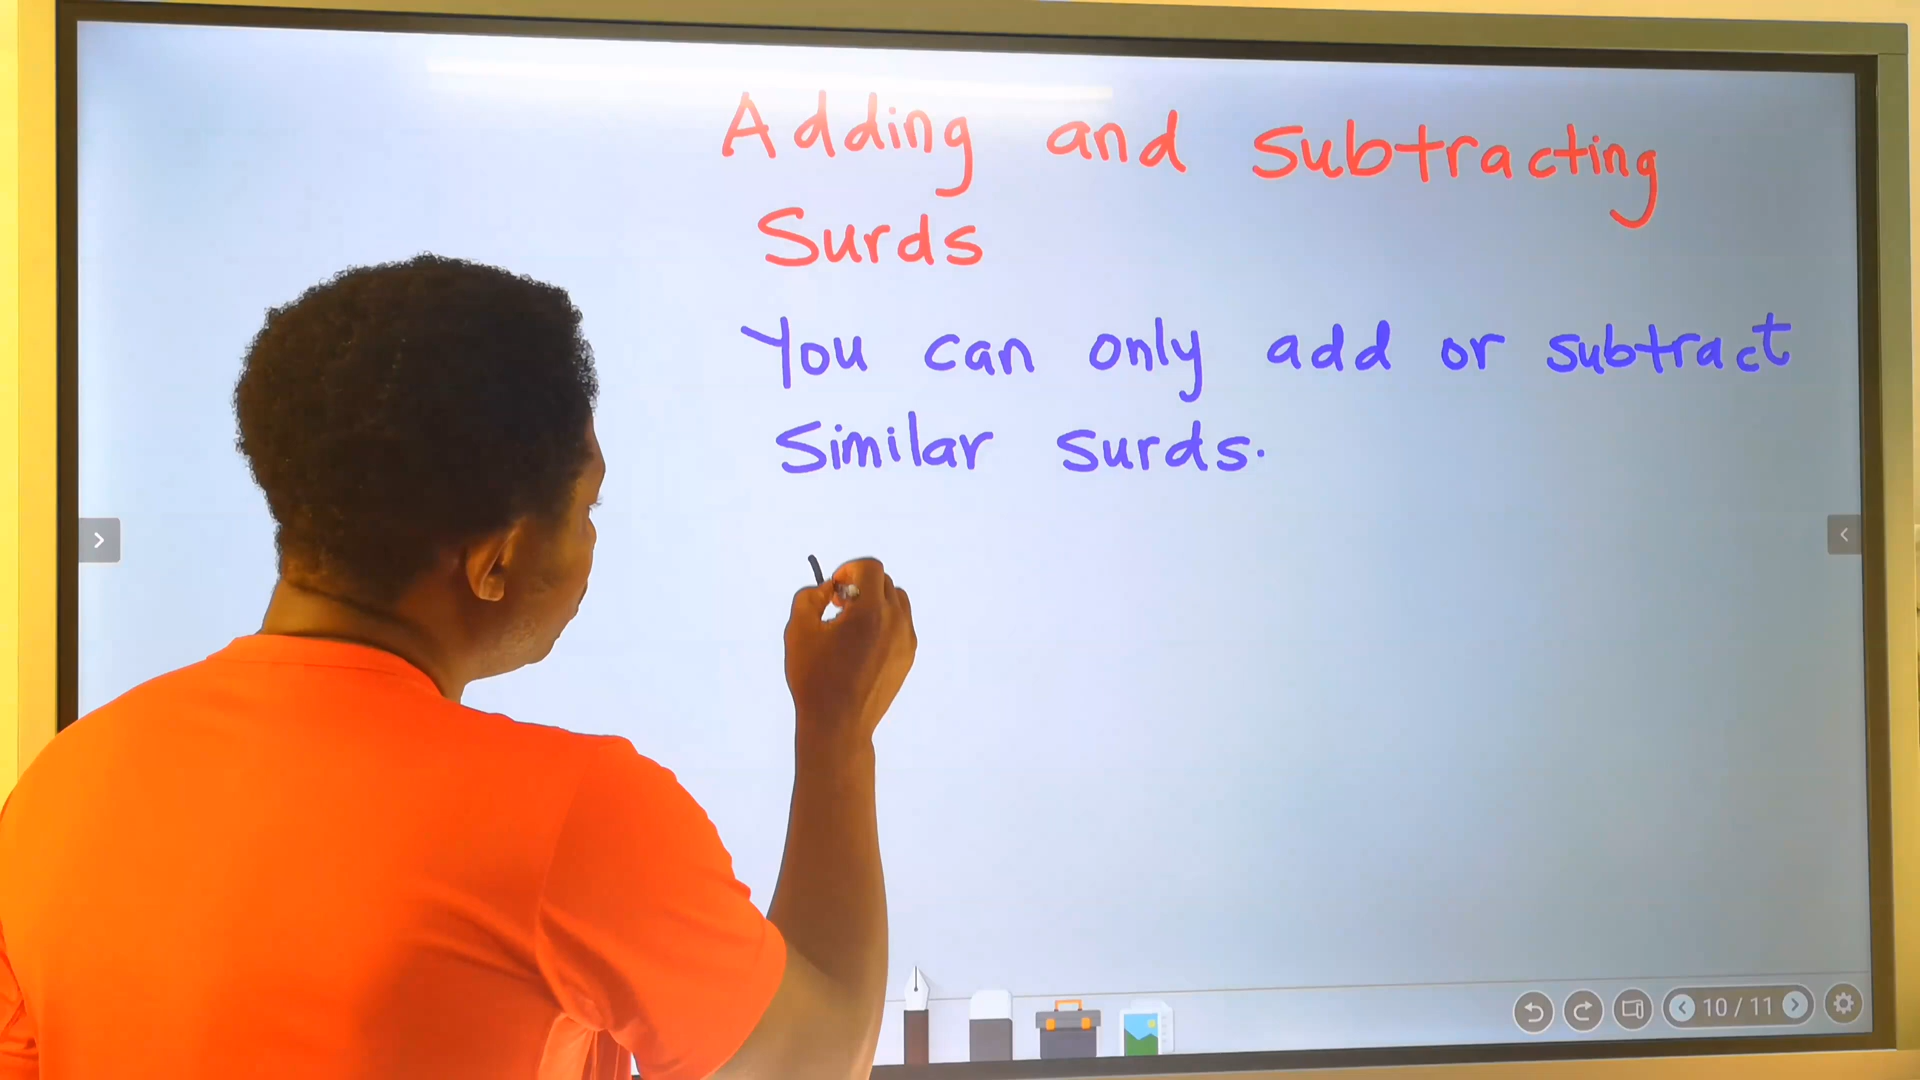 Adding and subtracting
Surds
You can only add or subtract
Similar surds.
10 / 11